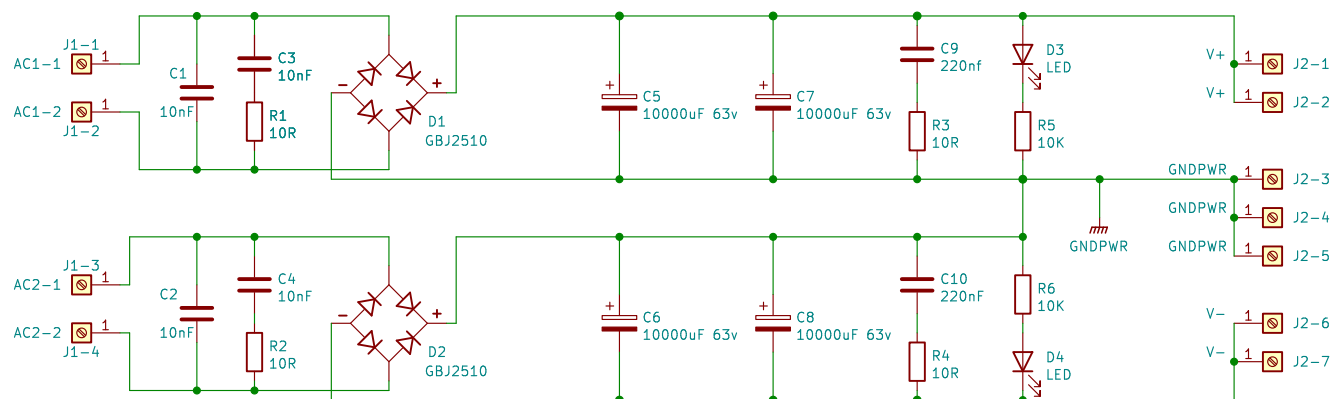 J1-1
AC1-1
1
AC1-2
1
J1-2
C1
10nF
C3
10nF
R1
10R
-
+
D1
GBJ2510
+
C5
10000uF 63v
+
C7
10000uF 63v
C9
220nf
R3
10R
D3
LED
R5
10K
V+
1
J2-1
V+
1
J2-2
GNDPWR
1
J2-3
GNDPWR
1
J2-4
GNDPWR
1
J2-5
GNDPWR
J1-3
AC2-1
1
AC2-2
1
J1-4
C2
10nF
C4
10nF
R2
10R
-
+
D2
GBJ2510
+
C6
10000uF 63v
+
C8
10000uF 63v
C10
220nF
R4
10R
R6
10K
D4
LED
V-
1
J2-6
V-
1
J2-7